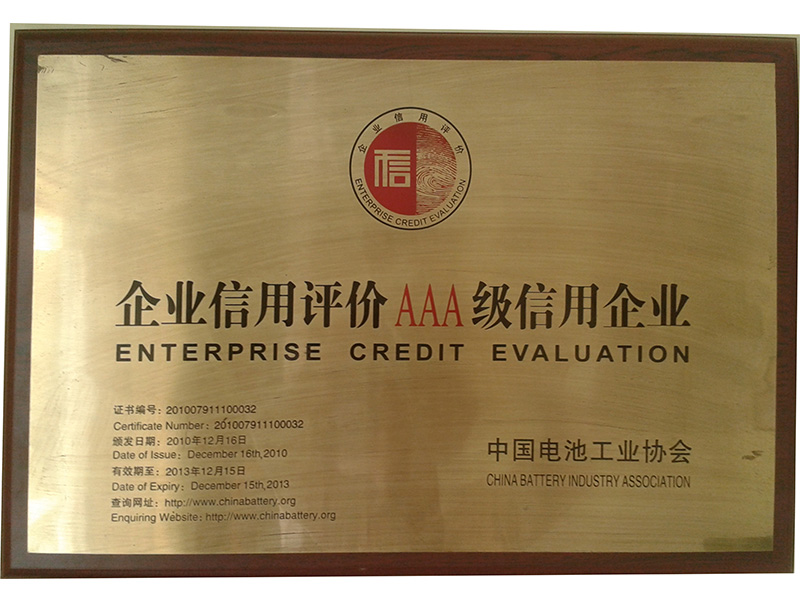 企业信用评价
信
ENTERPRISE CREDIT EVALUATION
企业信用评价AAA级信用企业
ENTERPRISE CREDIT EVALUATION
证书编号：201007911100032
Certificate Number：201007911100032
颁发日期：2010年12月16日
Date of Issue：December 16th,2010
有效期至：2013年12月15日
Date of Expiry：December 15th,2013
查询网址：http://www.chinabattery.org
Enquiring Website：http://www.chinabattery.org
中国电池工业协会
CHINA BATTERY INDUSTRY ASSOCIATION